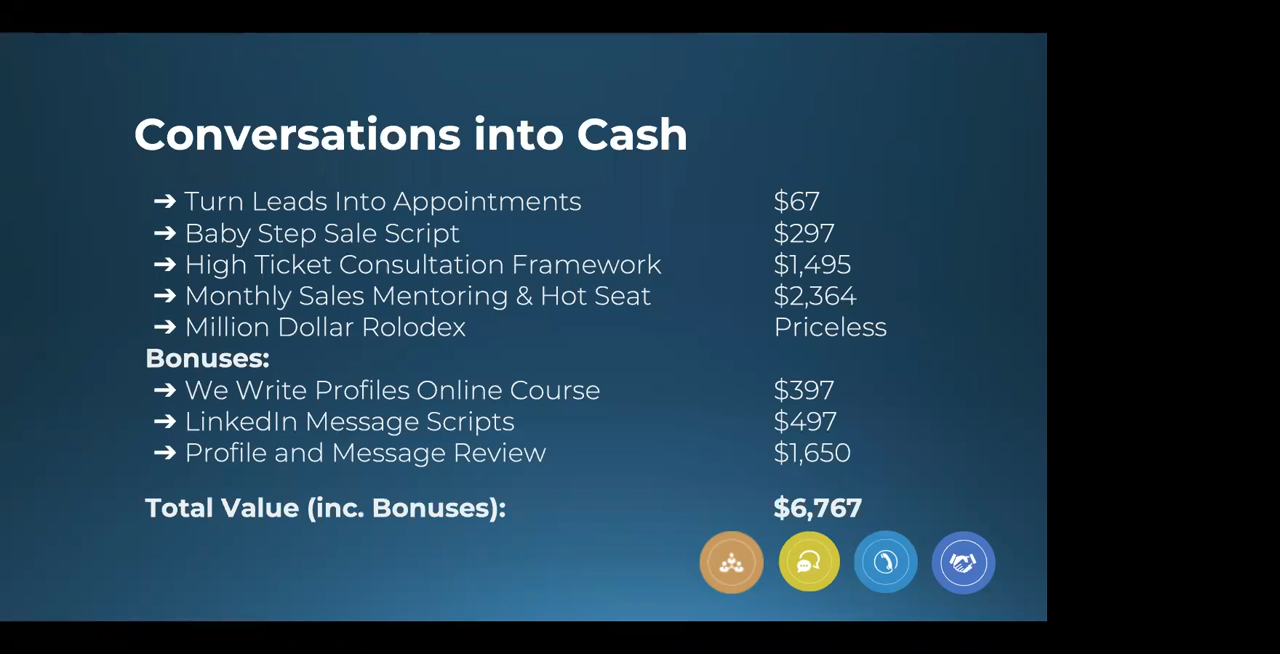 Conversations into Cash
➔ Turn Leads Into Appointments $67
➔ Baby Step Sale Script $297
➔ High Ticket Consultation Framework $1,495
➔ Monthly Sales Mentoring & Hot Seat $2,364
➔ Million Dollar Rolodex Priceless
Bonuses:
➔ We Write Profiles Online Course $397
➔ LinkedIn Message Scripts $497
➔ Profile and Message Review $1,650
Total Value (inc. Bonuses): $6,767